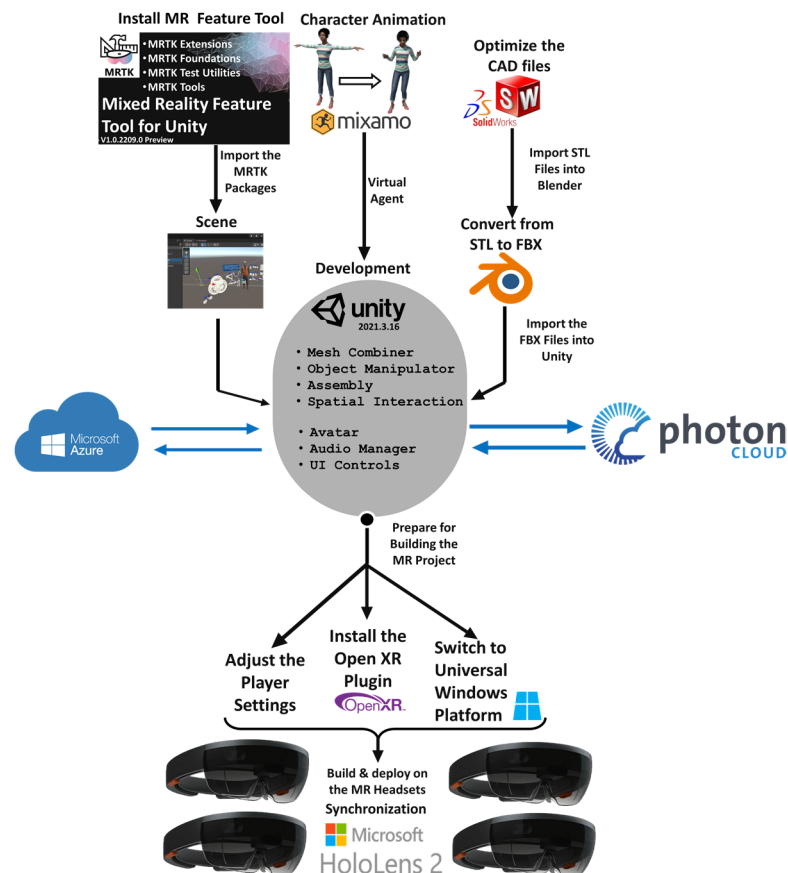 Install MR Feature Tool
• MRTK Extensions
• MRTK Foundations
• MRTK Test Utilities
• MRTK Tools
MRTK
Mixed Reality Feature
Tool for Unity
V1.0.2209.0 Preview
Import the
MRTK
Packages
Scene
Character Animation
mixamo
Virtual
Agent
Optimize the
CAD files
SW
SolidWorks
Import STL
Files into
Blender
Convert from
STL to FBX
Import the
FBX Files into
Unity
Development
unity
2021.3.16
• Mesh Combiner
• Object Manipulator
• Assembly
• Spatial Interaction
• Avatar
• Audio Manager
• UI Controls
Microsoft
Azure
photon
CLOUD
Prepare for
Building the
MR Project
Adjust the
Player
Settings
Install the
Open XR
Plugin
OpenXR™
Switch to
Universal
Windows
Platform
Build & deploy on
the MR Headsets
Synchronization
Microsoft
HoloLens 2